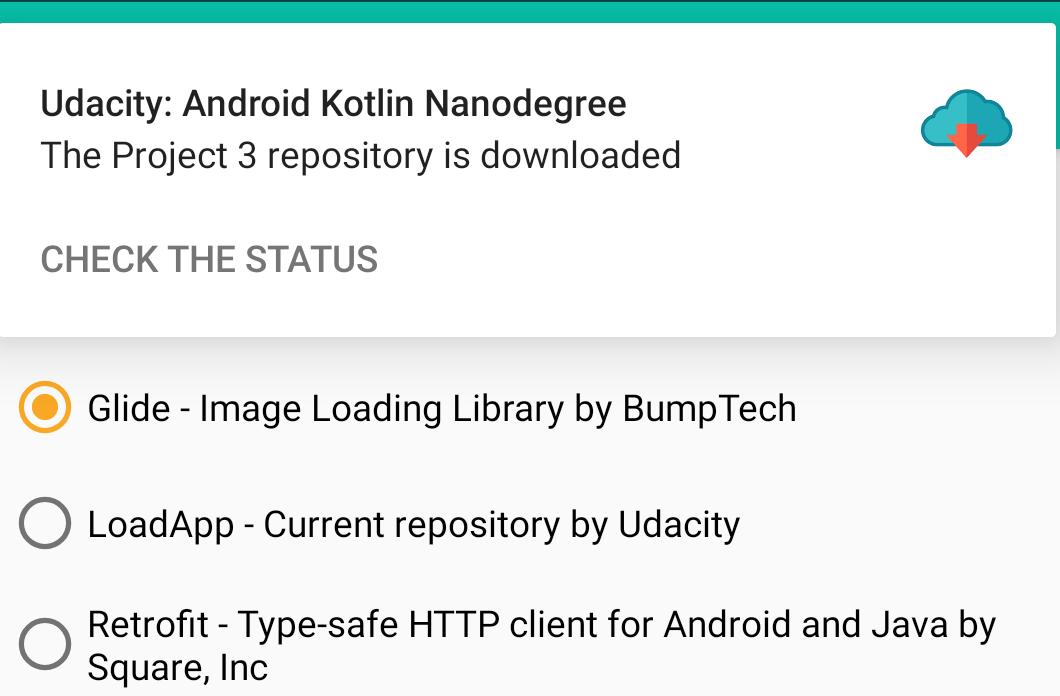 Udacity: Android Kotlin Nanodegree
The Project 3 repository is downloaded
CHECK THE STATUS
Glide - Image Loading Library by BumpTech
LoadApp - Current repository by Udacity
Retrofit - Type-safe HTTP client for Android and Java by
Square, Inc